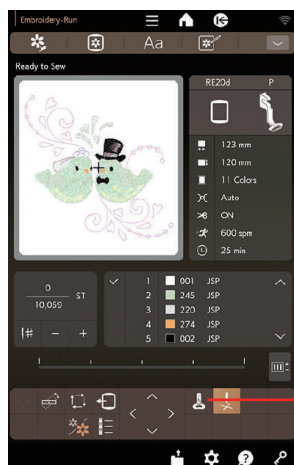 Embroidery-Run
Aa
Ready to Sew
RE20d P
123 mm
120 mm
11 Colors
Auto
ON
600 spm
25 min
0
10,059 ST
1 001 JSP
2 245 JSP
3 220 JSP
4 274 JSP
5 002 JSP